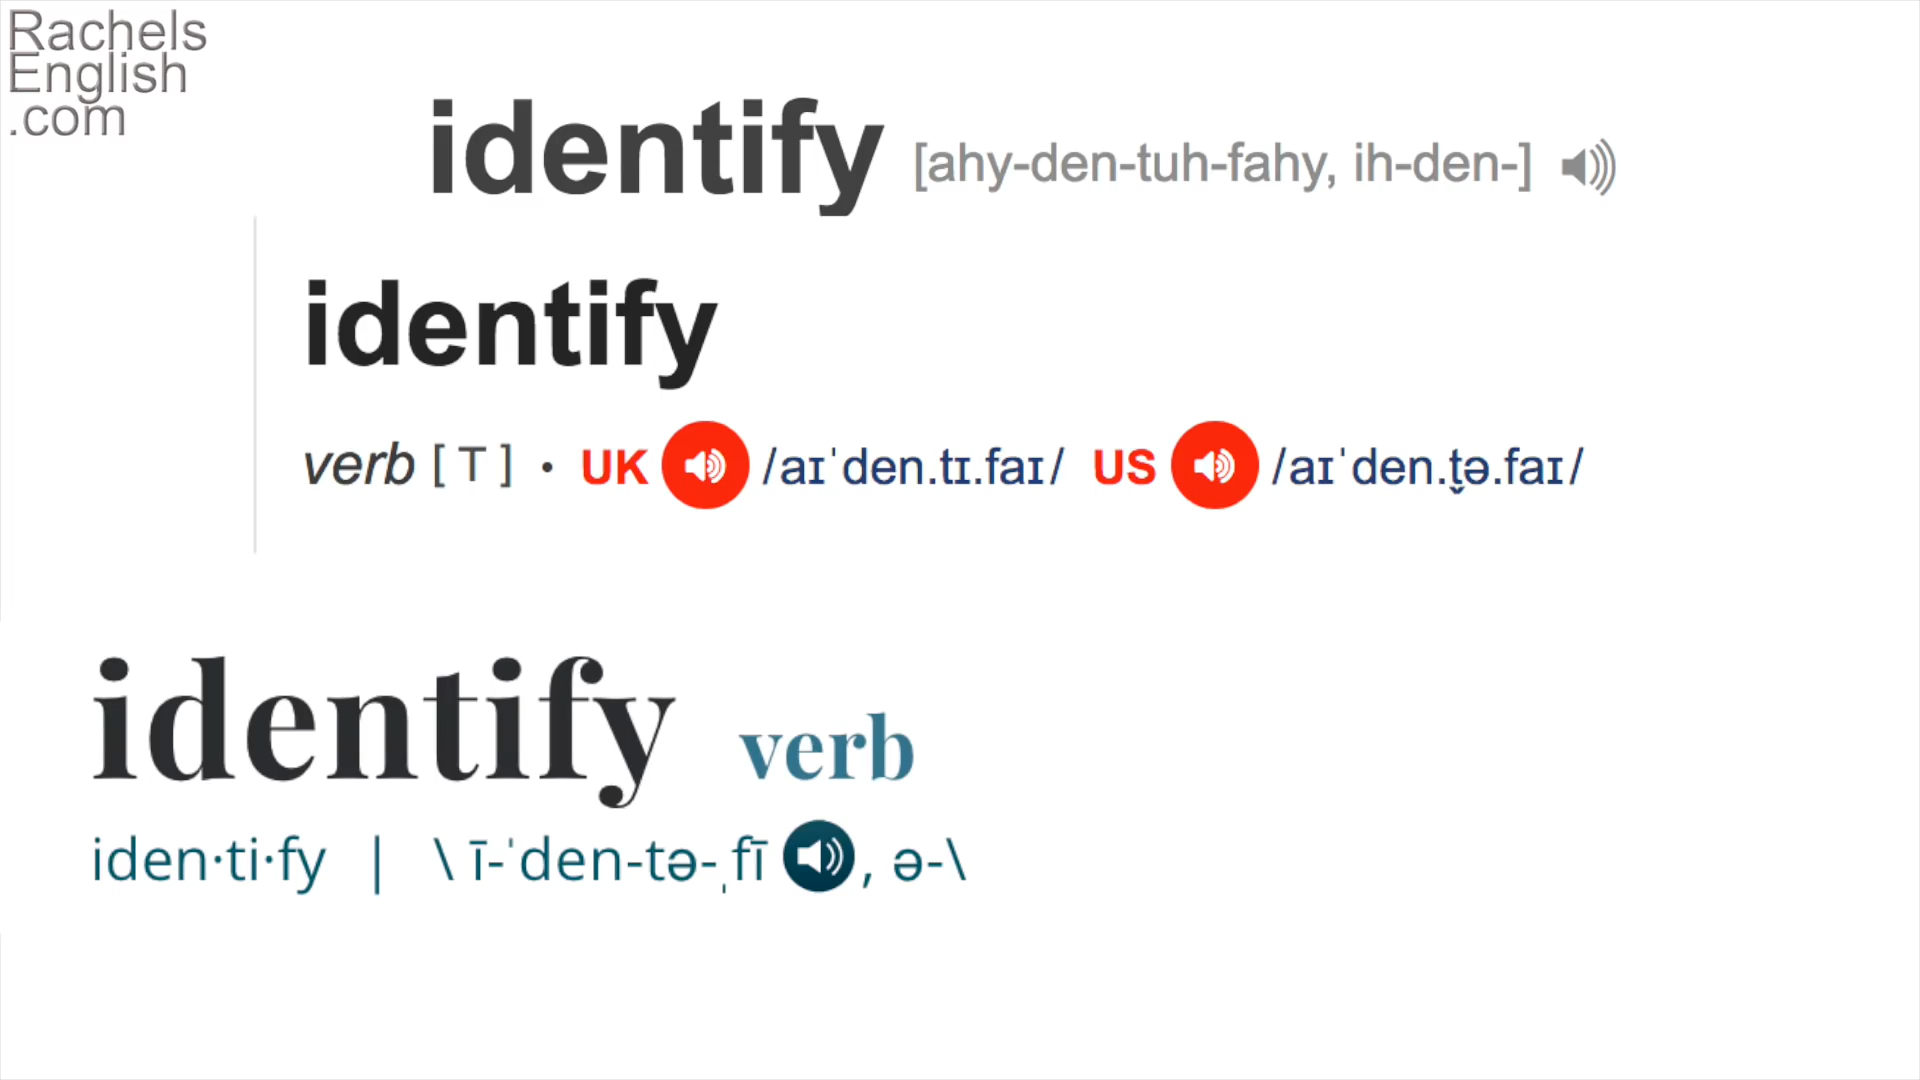 Rachels
English
.com
identify [ahy-den-tuh-fahy, ih-den-]
identify
verb [ T ] • UK /aɪˈden.tɪ.faɪ/ US /aɪˈden.t̬ə.faɪ/
identify verb
iden·ti·fy | \ ī-ˈden-tə-ˌfī , ə-\